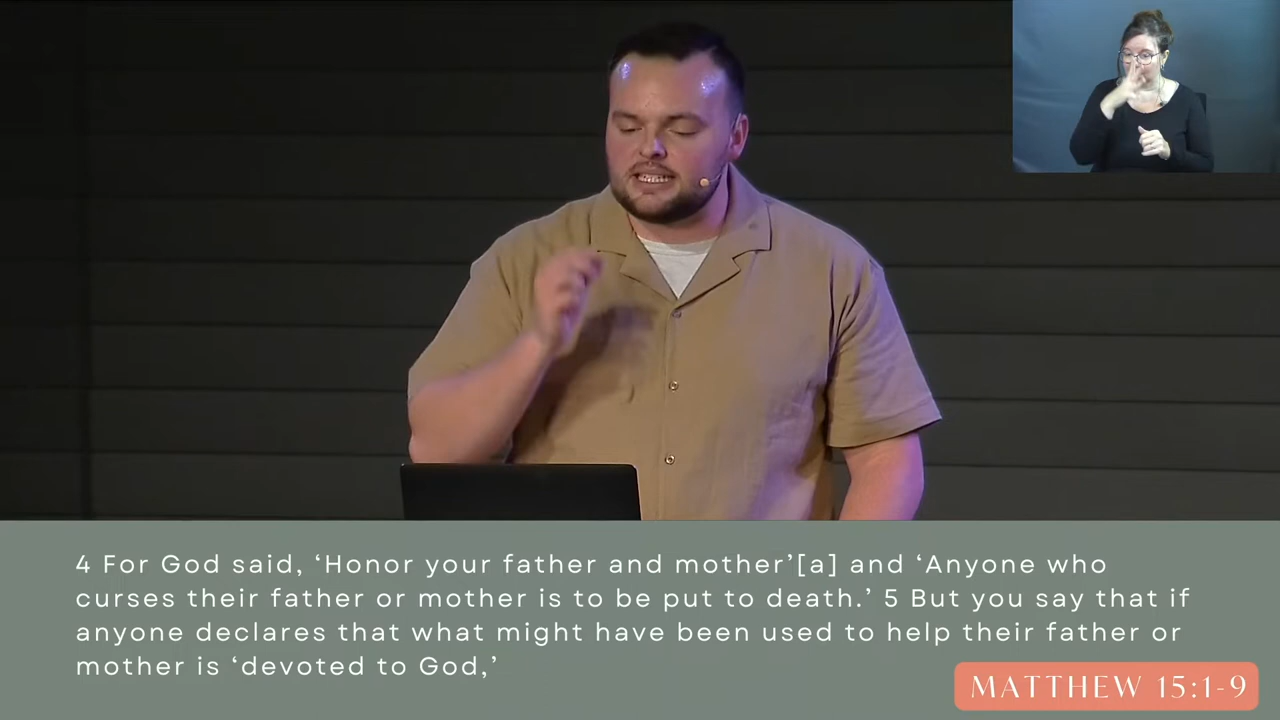 4 For God said, ‘Honor your father and mother’[a] and ‘Anyone who
curses their father or mother is to be put to death.’ 5 But you say that if
anyone declares that what might have been used to help their father or
mother is ‘devoted to God,’
MATTHEW 15:1-9